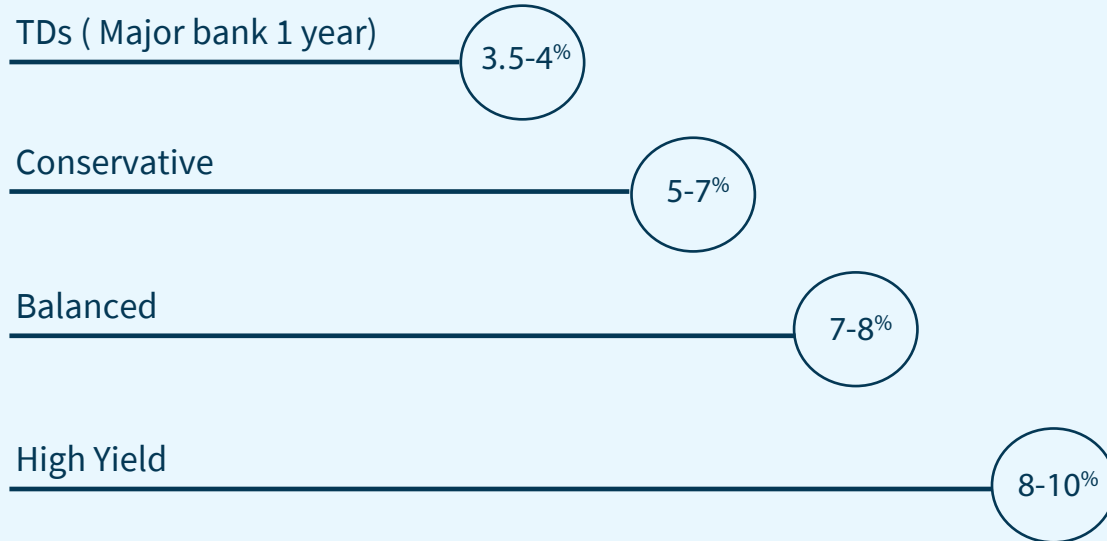 TDs ( Major bank 1 year)
3.5-4%
Conservative
5-7%
Balanced
7-8%
High Yield
8-10%